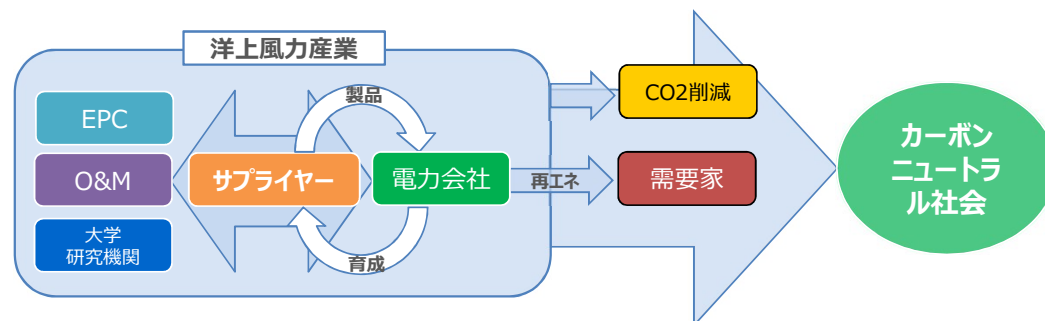 洋上風力産業
EPC
O&M
大学
研究機関
サプライヤー
製品
育成
電力会社
再エネ
CO2削減
需要家
カーボン
ニュートラ
ル社会